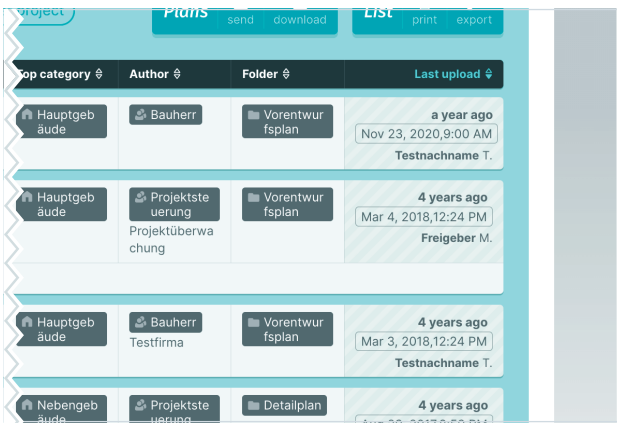 project
Plans send download List print export
Top category Author Folder Last upload
Hauptgeb Bauherr Vorentwur a year ago
äude fsplan Nov 23, 2020,9:00 AM
Testnachname T.
Hauptgeb Projektste Vorentwur 4 years ago
äude uerung fsplan Mar 4, 2018,12:24 PM
Projektüberwa Freigeber M.
chung
Hauptgeb Bauherr Vorentwur 4 years ago
äude Testfirma fsplan Mar 3, 2018,12:24 PM
Testnachname T.
Nebengeb Projektste Detailplan 4 years ago
äude uerung